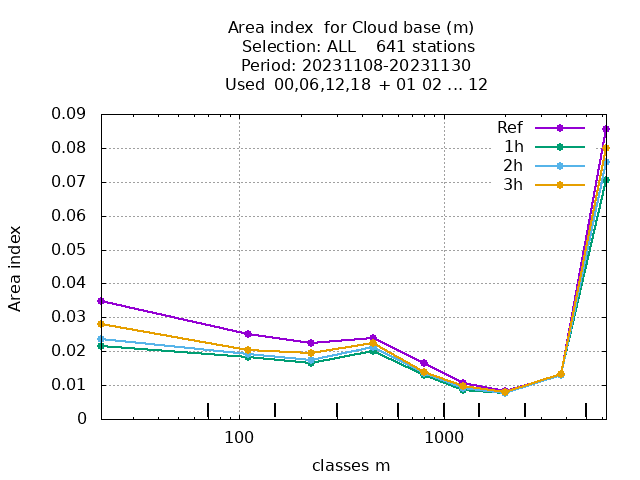 Area index  for Cloud base (m)
Selection: ALL    641 stations
Period: 20231108-20231130
Used  00,06,12,18  + 01 02 ... 12
Ref
1h
2h
3h
0.09
0.08
0.07
0.06
0.05
0.04
0.03
0.02
0.01
0
Area index
100
1000
classes m